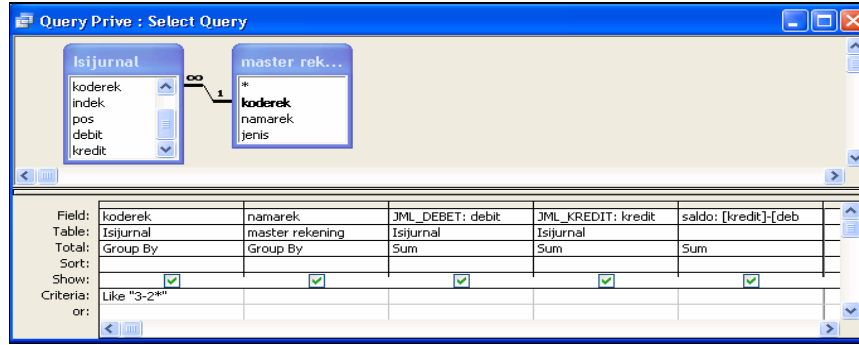 Query Prive : Select Query
Isijurnal
koderek
indek
pos
debit
kredit
∞
1
master rek...
*
koderek
namarek
jenis
Field: koderek namarek JML_DEBET: debit JML_KREDIT: kredit saldo: [kredit]-[deb
Table: Isijurnal master rekening Isijurnal Isijurnal
Total: Group By Group By Sum Sum Sum
Sort:
Show:
Criteria: Like "3-2*"
or: